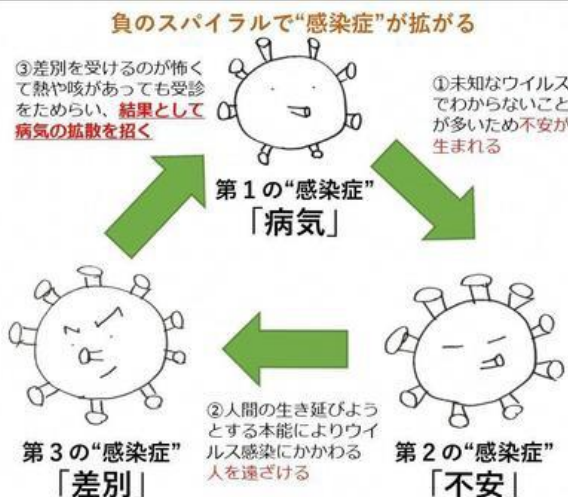 負のスパイラルで“感染症”が拡がる
③差別を受けるのが怖く
て熱や咳があっても受診
をためらい、結果として
病気の拡散を招く
①未知なウイルス
でわからないこと
が多いため不安が
生まれる
第１の“感染症”
「病気」
②人間の生き延びよう
とする本能によりウイ
ルス感染にかかわる
人を遠ざける
第３の“感染症”
「差別」
第２の“感染症”
「不安」